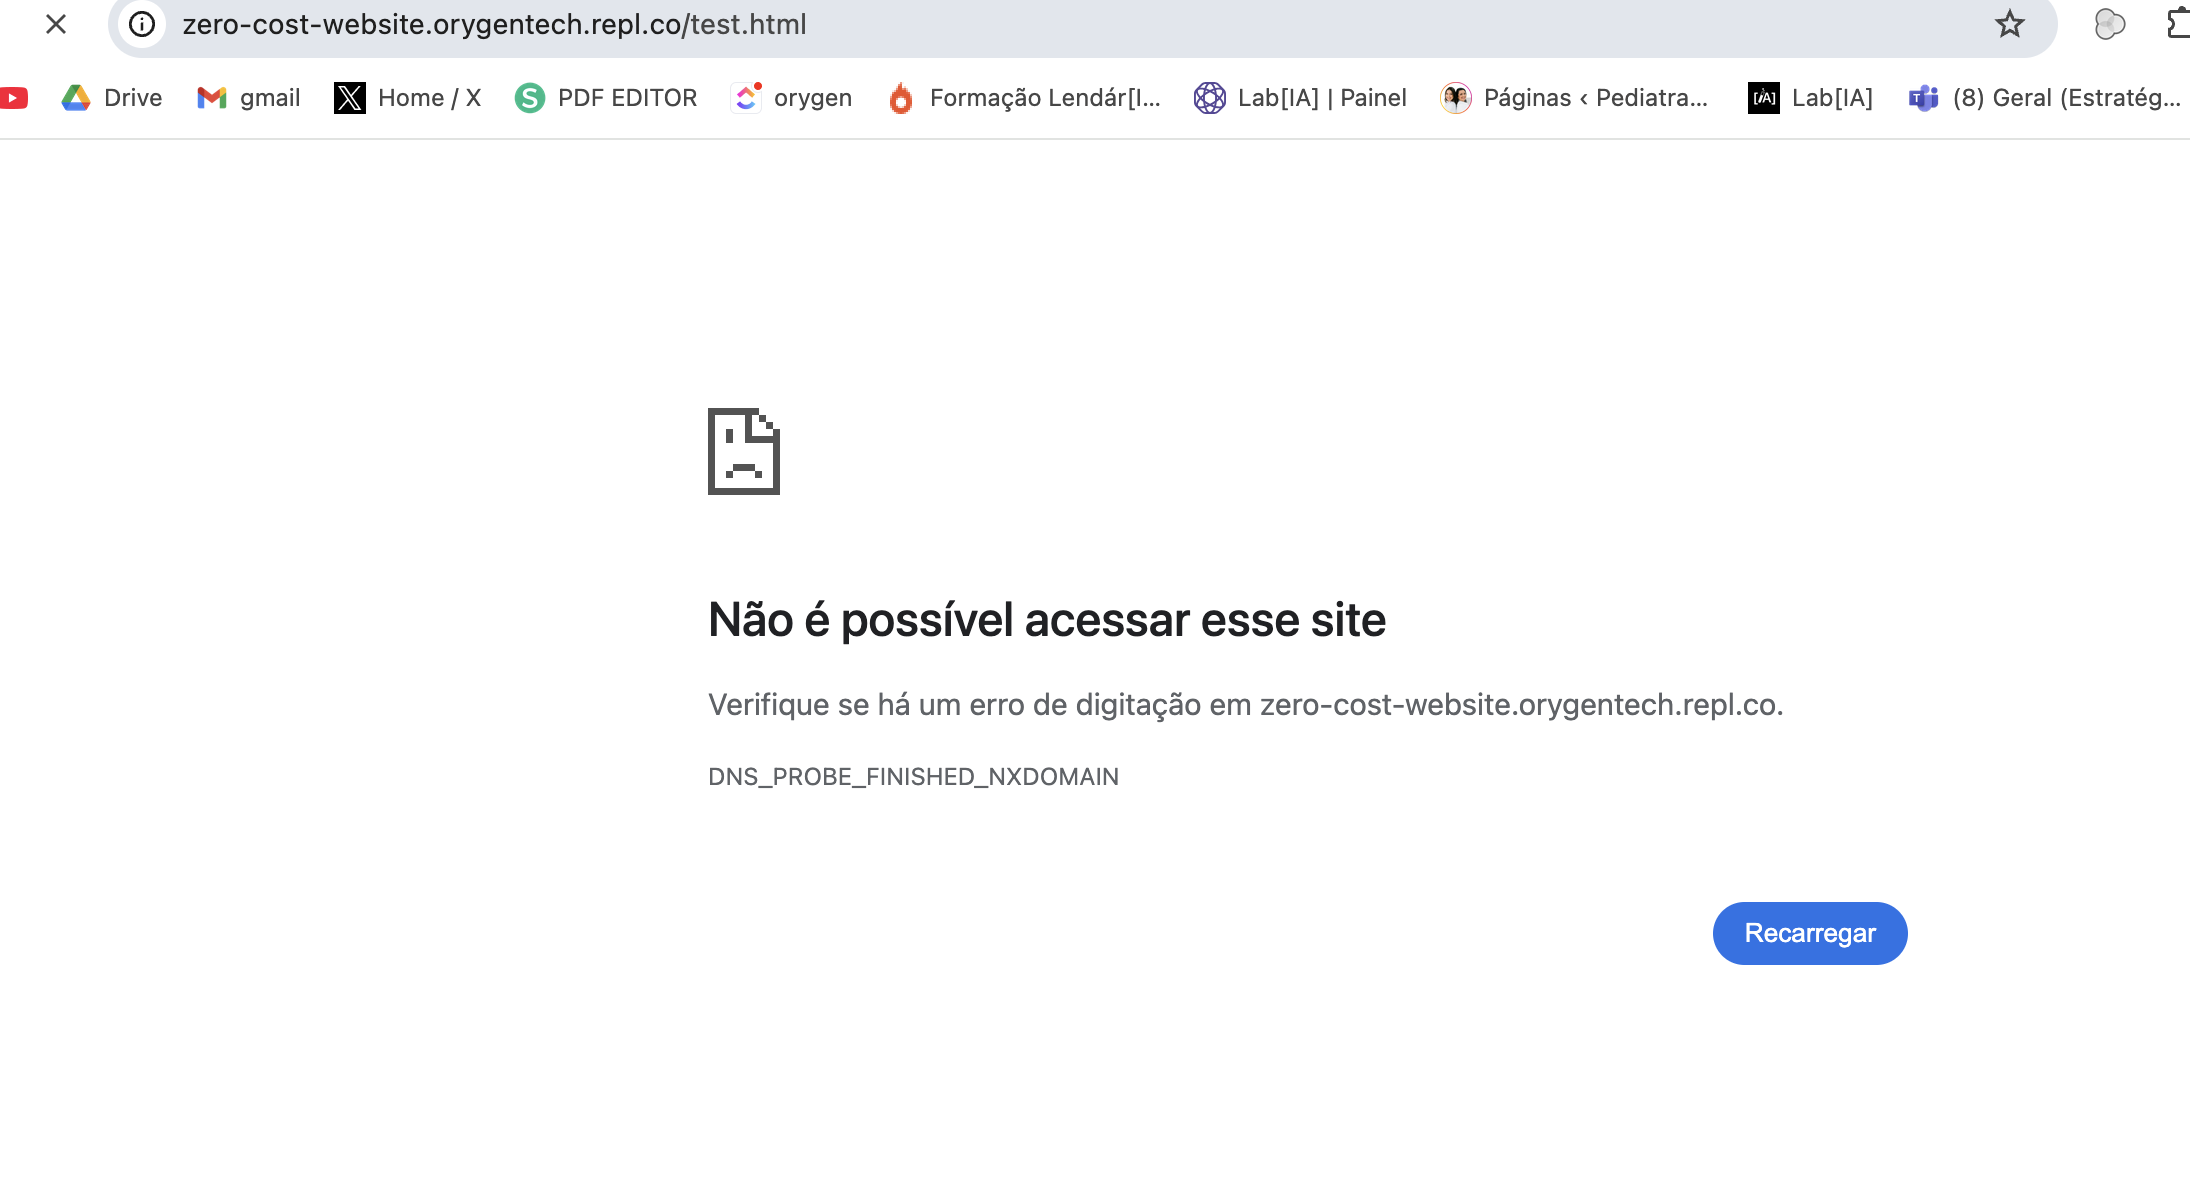 zero-cost-website.orygentech.repl.co/test.html
Drive gmail Home / X PDF EDITOR orygen Formação Lendár[I... Lab[IA] | Painel Páginas ‹ Pediatra... Lab[IA] (8) Geral (Estratég...
Não é possível acessar esse site
Verifique se há um erro de digitação em zero-cost-website.orygentech.repl.co.
DNS_PROBE_FINISHED_NXDOMAIN
Recarregar